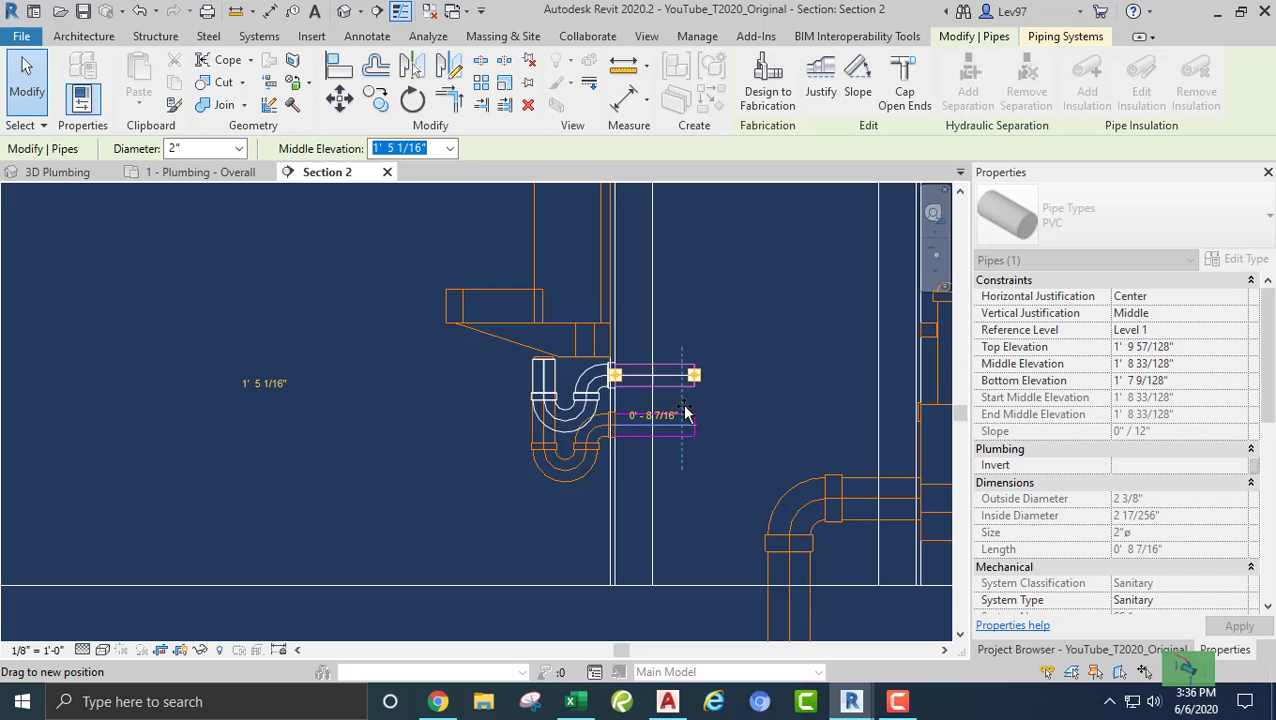 Autodesk Revit 2020.2 - YouTube_T2020_Original - Section: Section 2
Lev97
File Architecture Structure Steel Systems Insert Annotate Analyze Massing & Site Collaborate View Manage Add-Ins BIM Interoperability Tools Modify | Pipes Piping Systems
Modify
Paste
Cope
Cut
Join
Design to
Fabrication
Justify Slope
Cap
Open Ends
Add
Separation
Remove
Separation
Add
Insulation
Edit
Insulation
Remove
Insulation
Select Properties Clipboard Geometry Modify View Measure Create Fabrication Edit Hydraulic Separation Pipe Insulation
Modify | Pipes Diameter: 2" Middle Elevation: 1' 5 1/16"
3D Plumbing 1 - Plumbing - Overall Section 2
Properties
Pipe Types
PVC
Pipes (1) Edit Type
Constraints
Horizontal Justification Center
Vertical Justification Middle
Reference Level Level 1
Top Elevation 1' 9 57/128"
Middle Elevation 1' 8 33/128"
Bottom Elevation 1' 7 9/128"
Start Middle Elevation 1' 8 33/128"
End Middle Elevation 1' 8 33/128"
Slope 0" / 12"
Plumbing
Invert
Dimensions
Outside Diameter 2 3/8"
Inside Diameter 2 17/256"
Size 2"ø
Length 0' 8 7/16"
Mechanical
System Classification Sanitary
System Type Sanitary
Properties help Apply
Project Browser - YouTube_T2020_Original Properties
1' 5 1/16"
0' - 8 7/16"
1/8" = 1'-0"
Drag to new position
:0
Main Model
Type here to search
3:36 PM
6/6/2020